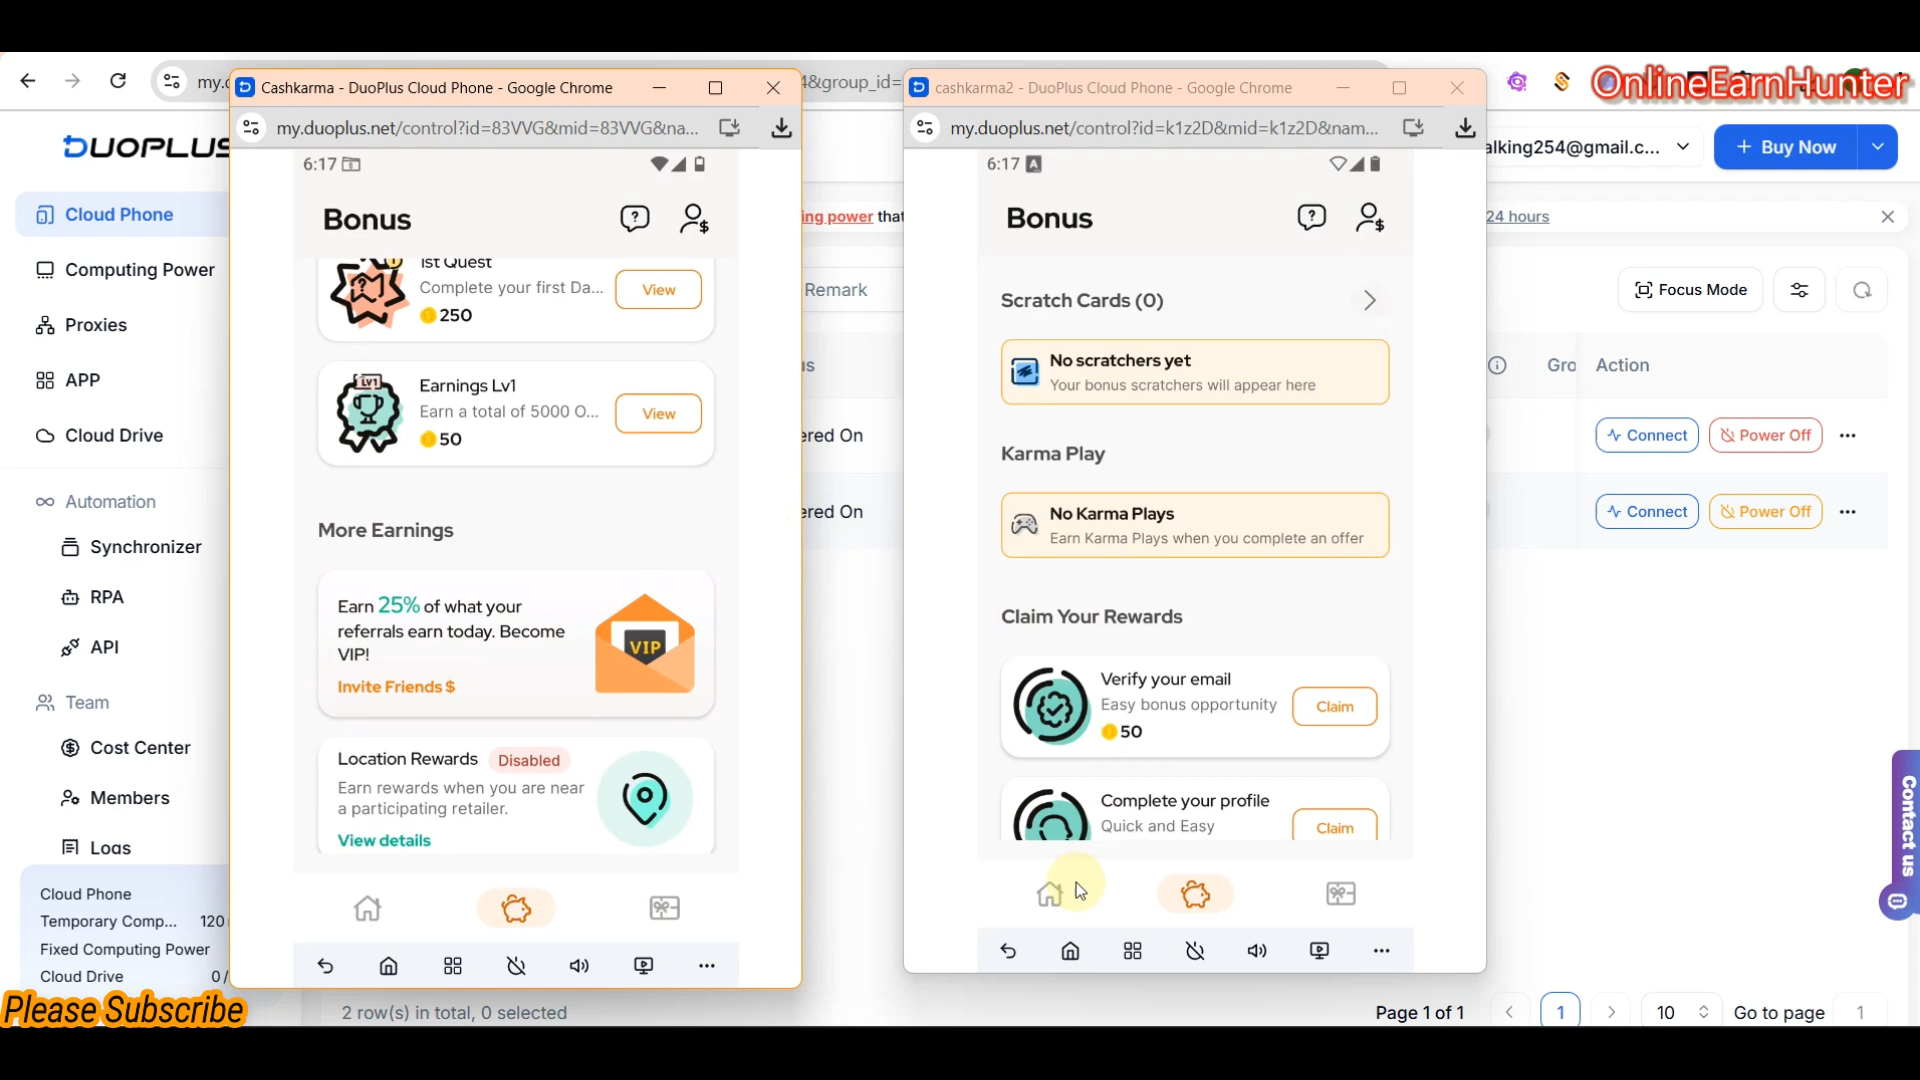 OnlineEarnHunter
my.
4&group_id=
DUOPLUS
alking254@gmail.c...
+ Buy Now
ing power that
24 hours
Cloud Phone
Computing Power
Proxies
APP
Cloud Drive
Automation
Synchronizer
RPA
API
Team
Cost Center
Members
Logs
Cloud Phone
Temporary Comp... 120
Fixed Computing Power
Cloud Drive 0 /
Please Subscribe
Cashkarma - DuoPlus Cloud Phone - Google Chrome
my.duoplus.net/control?id=83VVG&mid=83VVG&na...
6:17
Bonus
1st Quest
Complete your first Da...
250
View
Earnings Lv1
LV1
Earn a total of 5000 O...
50
View
More Earnings
Earn 25% of what your
referrals earn today. Become
VIP!
Invite Friends $
VIP
Location Rewards Disabled
Earn rewards when you are near
a participating retailer.
View details
cashkarma2 - DuoPlus Cloud Phone - Google Chrome
my.duoplus.net/control?id=k1z2D&mid=k1z2D&nam...
6:17 A
Bonus
Scratch Cards (0)
No scratchers yet
Your bonus scratchers will appear here
Karma Play
No Karma Plays
Earn Karma Plays when you complete an offer
Claim Your Rewards
Verify your email
Easy bonus opportunity
50
Claim
Complete your profile
Quick and Easy
Claim
Remark
Focus Mode
Gro
Action
ered On
Connect
Power Off
ered On
Connect
Power Off
Contact us
2 row(s) in total, 0 selected
Page 1 of 1
1
10
Go to page
1